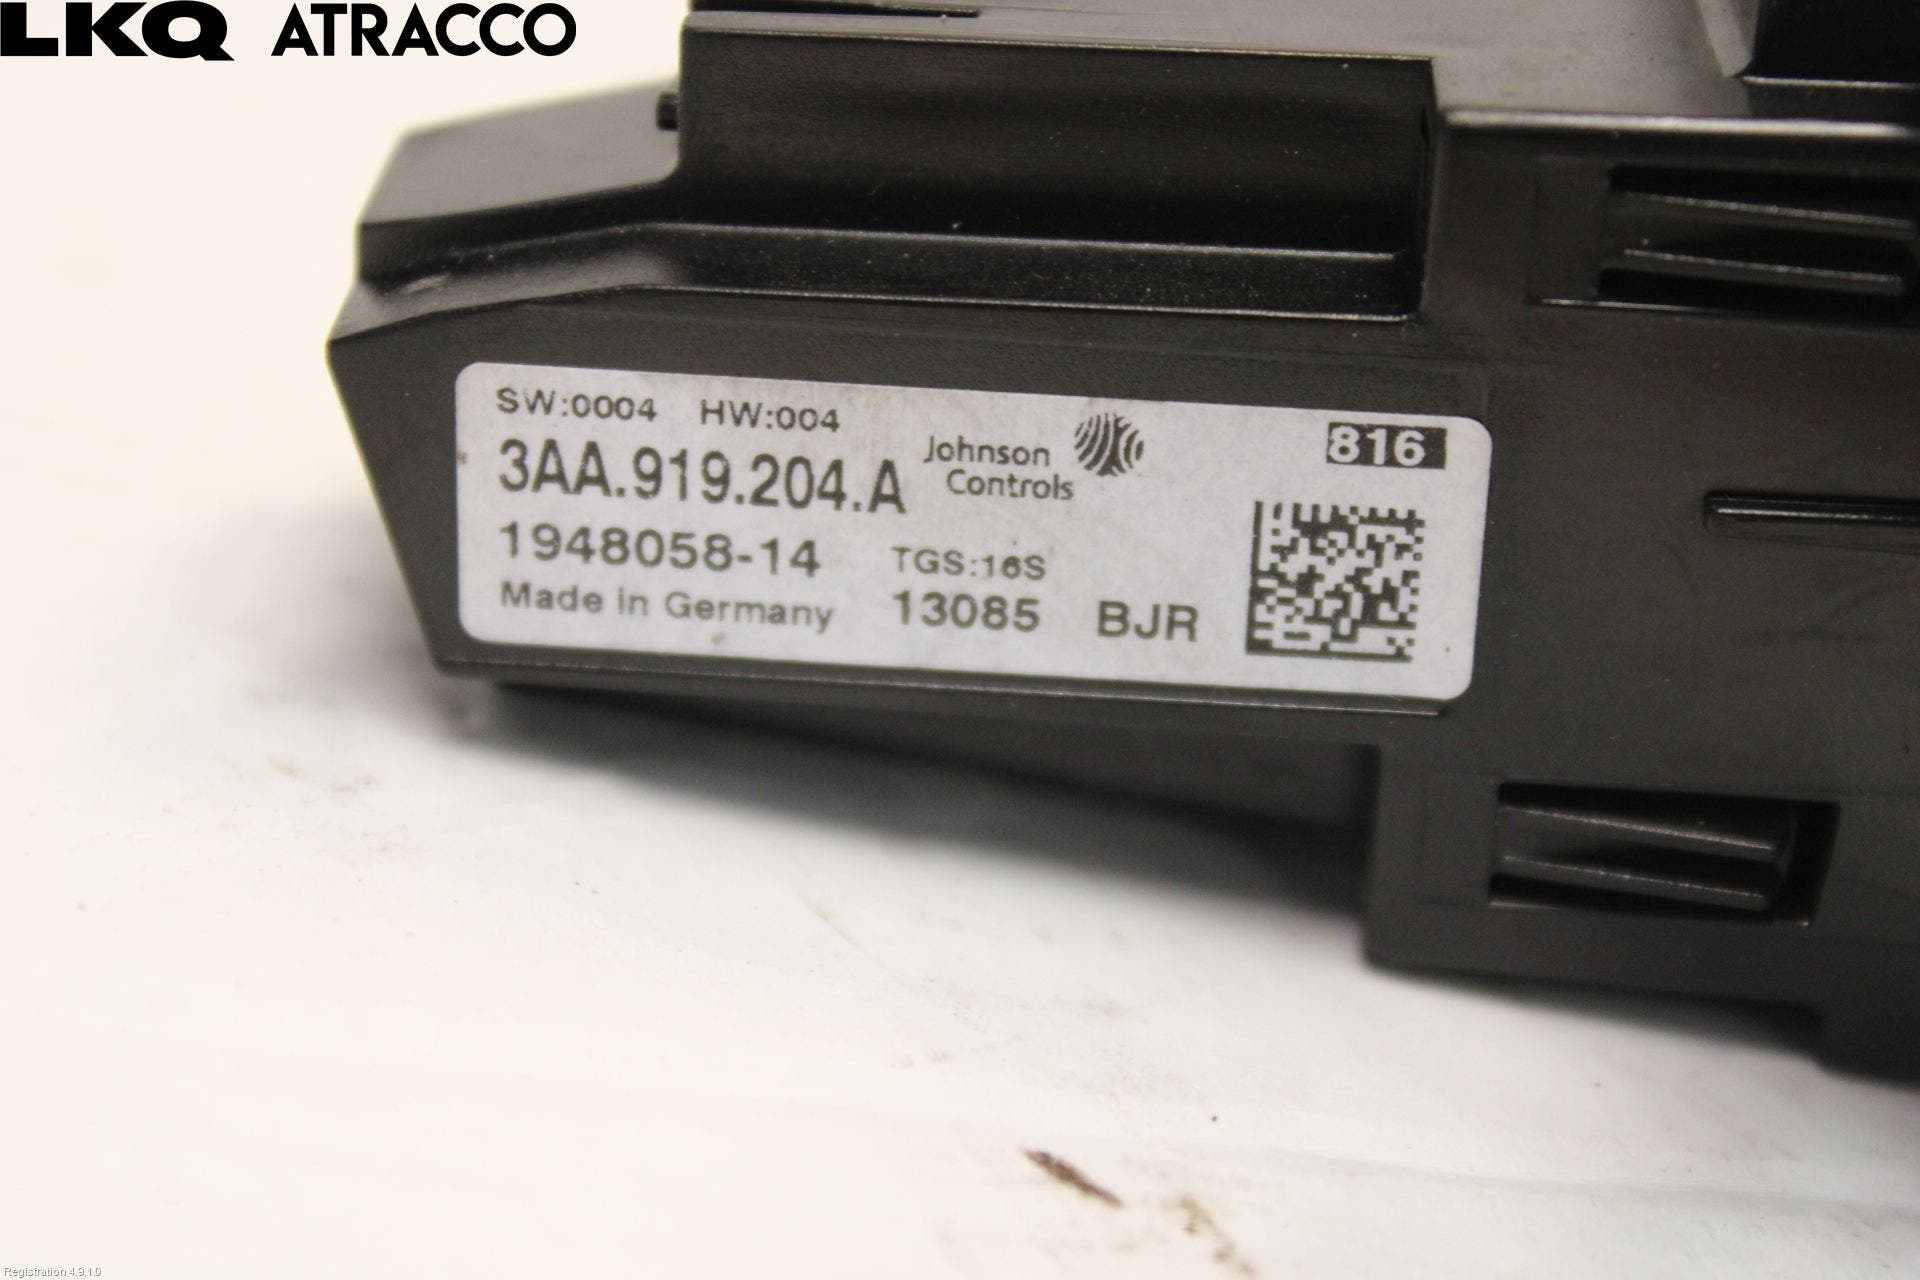 LKQ ATRACCO
SW:0004 HW:004
3AA.919.204.A
Johnson
Controls
816
1948058-14 TGS:16S
Made in Germany 13085 BJR
Registration 4.9.1.0